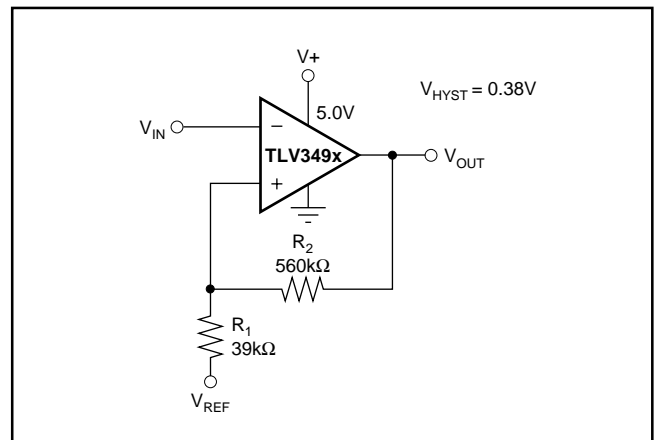 V+
V_HYST = 0.38V
5.0V
V_IN
−
TLV349x
V_OUT
+
R_2
560kΩ
R_1
39kΩ
V_REF